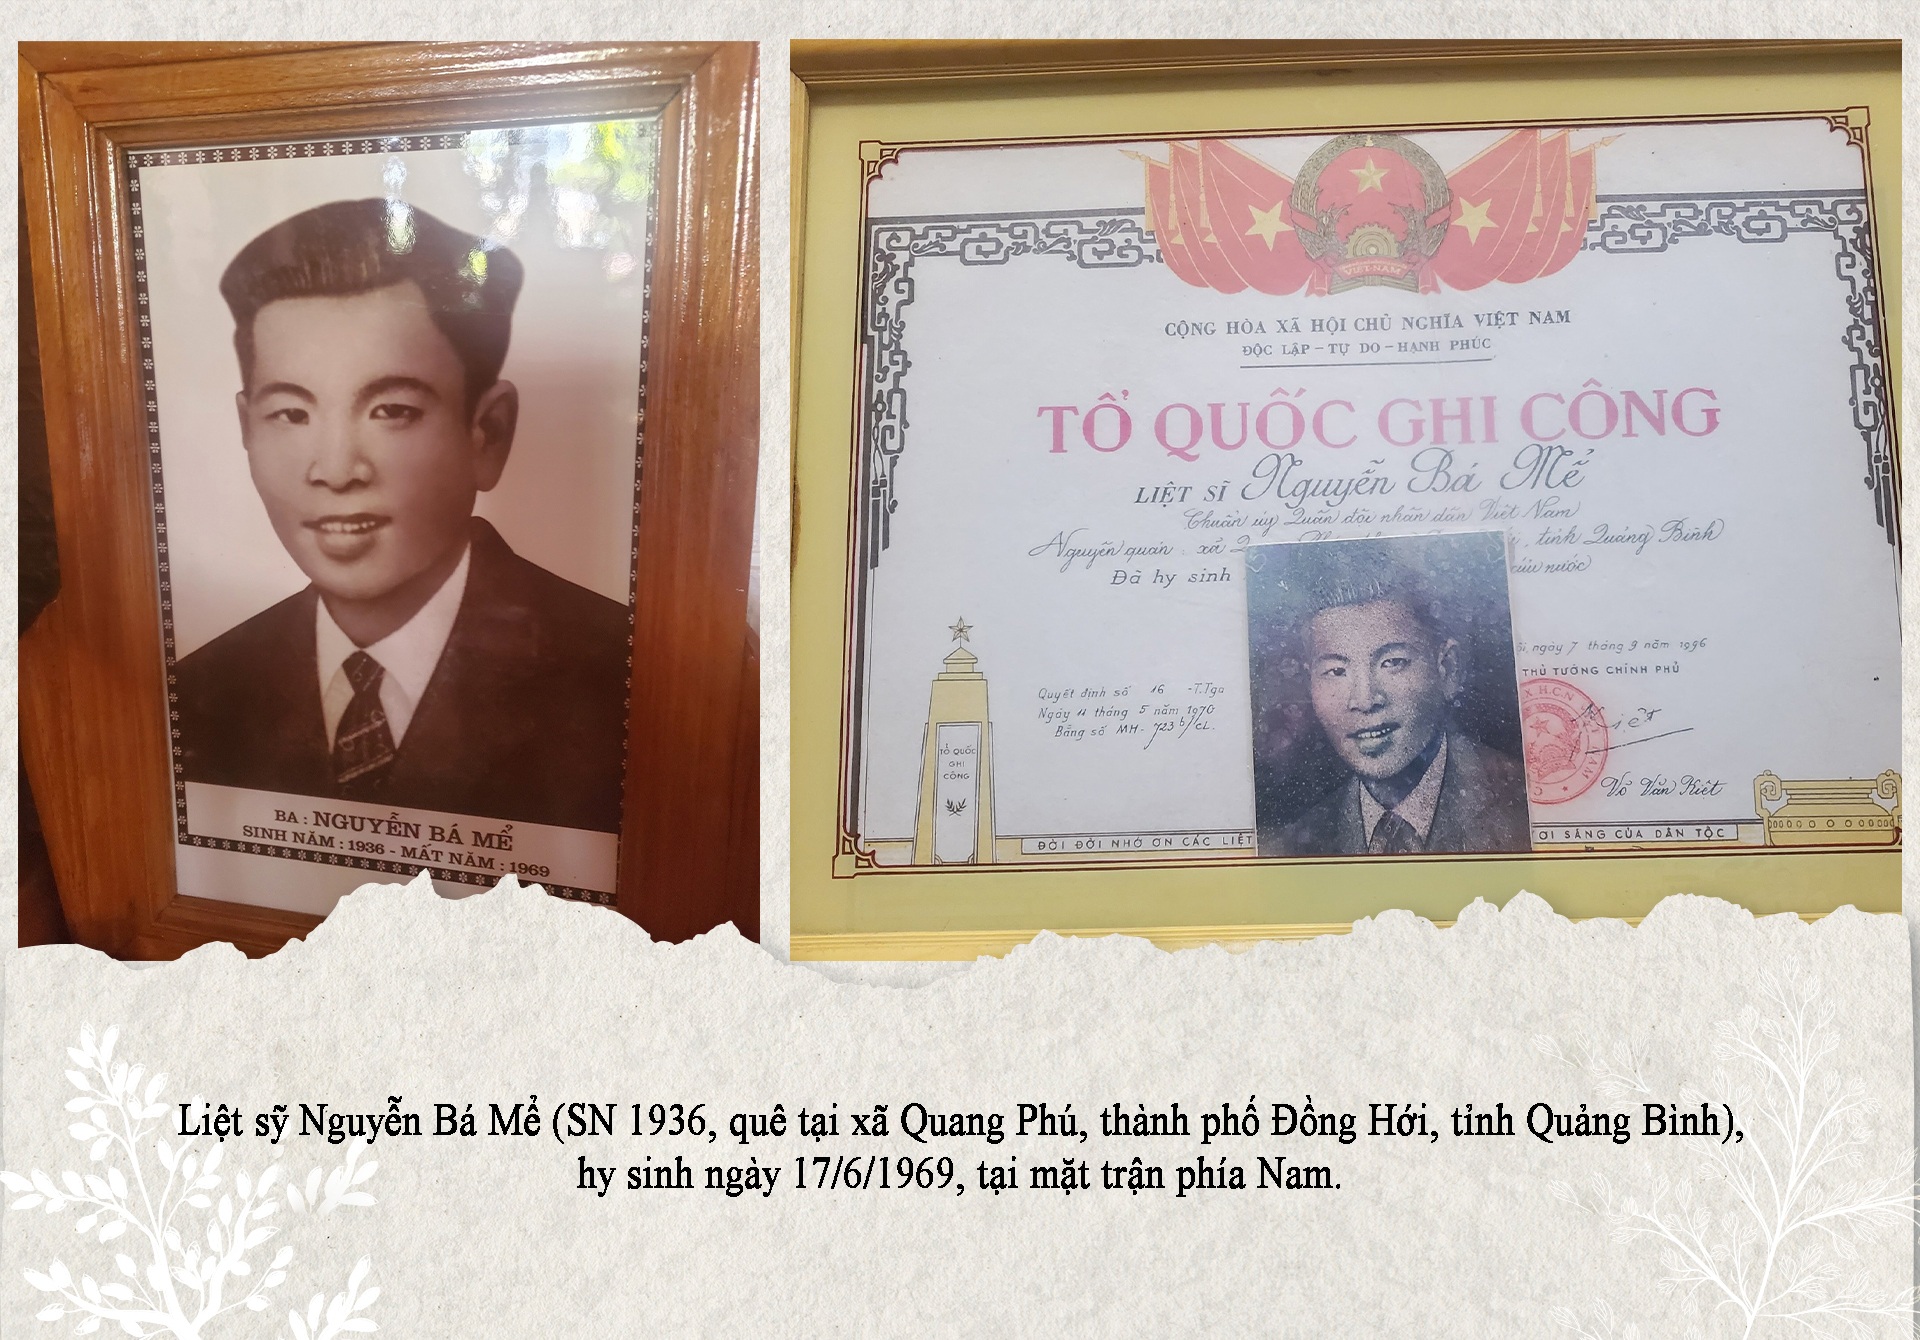 BA : NGUYỄN BÁ MỂ
SINH NĂM : 1936 - MẤT NĂM : 1969
VIỆT-NAM
CỘNG HÒA XÃ HỘI CHỦ NGHĨA VIỆT NAM
ĐỘC LẬP - TỰ DO - HẠNH PHÚC
TỔ QUỐC GHI CÔNG
LIỆT SĨ Nguyễn Bá Mể
Chuẩn úy Quân đội nhân dân Việt Nam
Nguyên quán : xã tỉnh Quảng Bình
Đã hy sinh cứu nước
ngày 7 tháng 9 năm 1996
THỦ TƯỚNG CHÍNH PHỦ
Quyết định số 16 -T.Tga
Ngày 4 tháng 5 năm 1970
Bằng số MH- 723 b/CL.
TỔ QUỐC
GHI
CÔNG
Võ Văn Kiệt
ĐỜI ĐỜI NHỚ ƠN CÁC LIỆT SÁNG CỦA DÂN TỘC
Liệt sỹ Nguyễn Bá Mể (SN 1936, quê tại xã Quang Phú, thành phố Đồng Hới, tỉnh Quảng Bình),
hy sinh ngày 17/6/1969, tại mặt trận phía Nam.